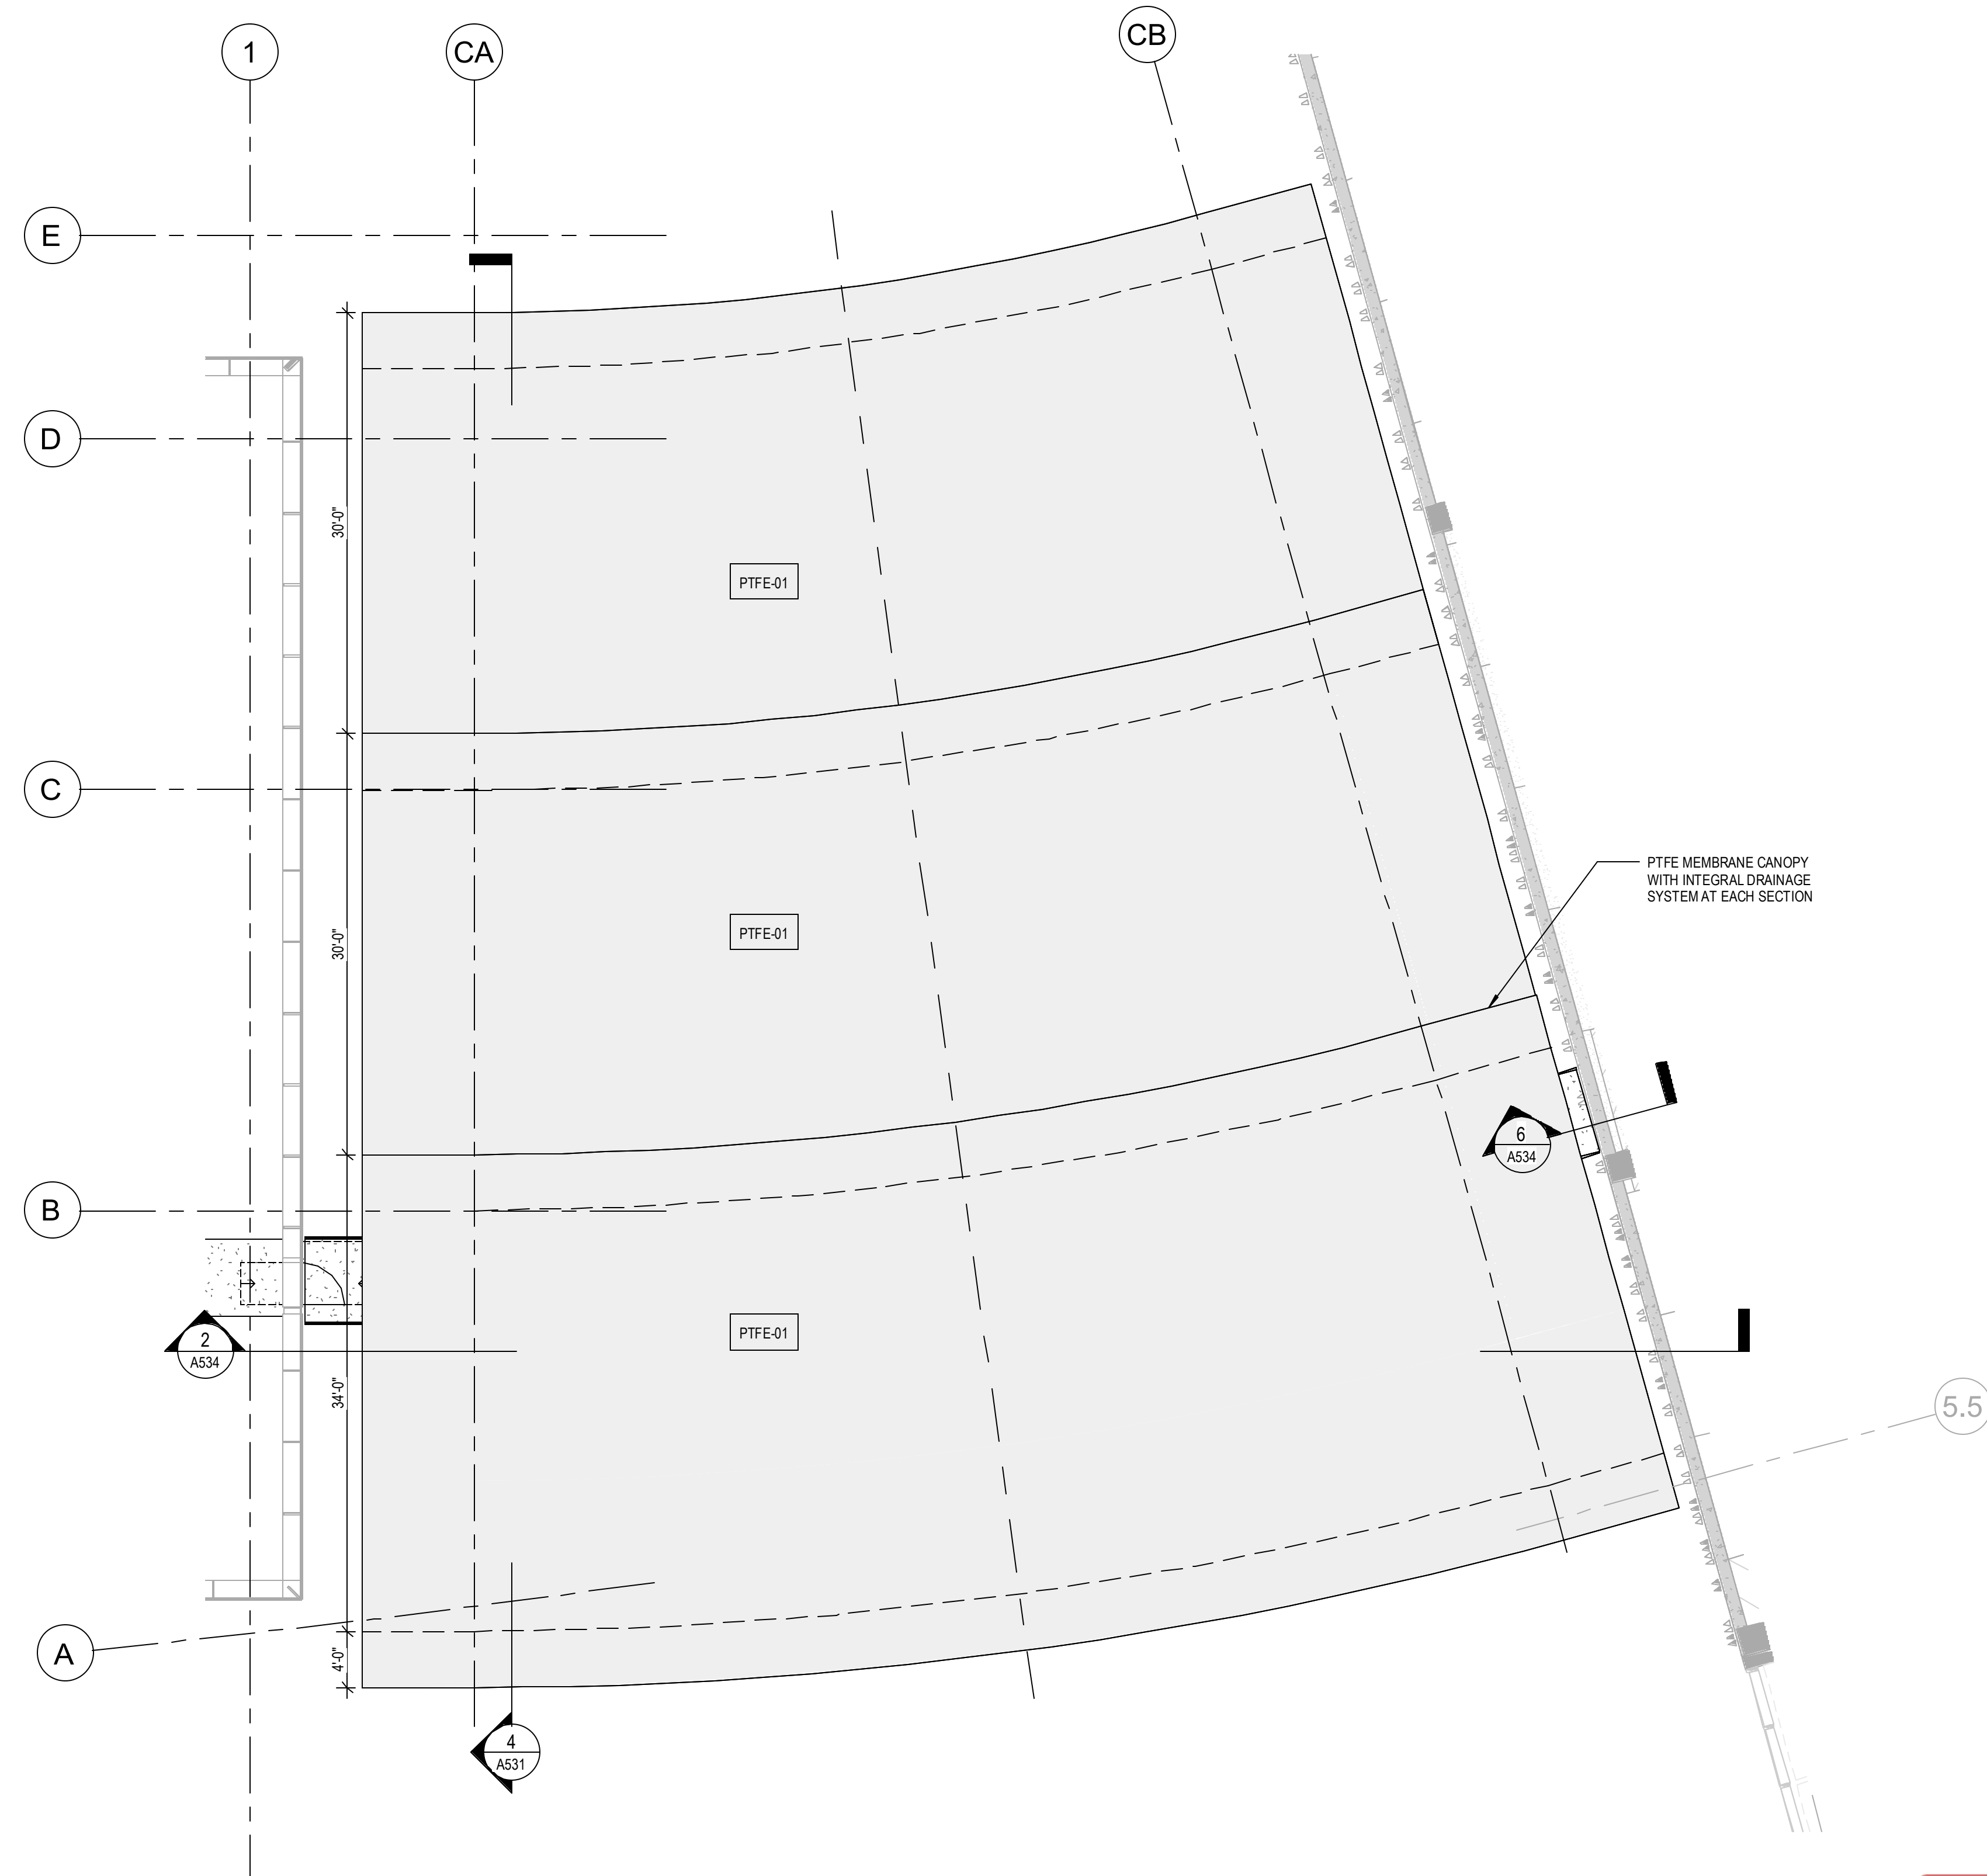 1
CA
CB
E
D
30'-0"
PTFE-01
C
PTFE MEMBRANE CANOPY
WITH INTEGRAL DRAINAGE
SYSTEM AT EACH SECTION
30'-0"
PTFE-01
6
A534
B
PTFE-01
2
A534
34'-0"
5.5
A
4'-0"
4
A531